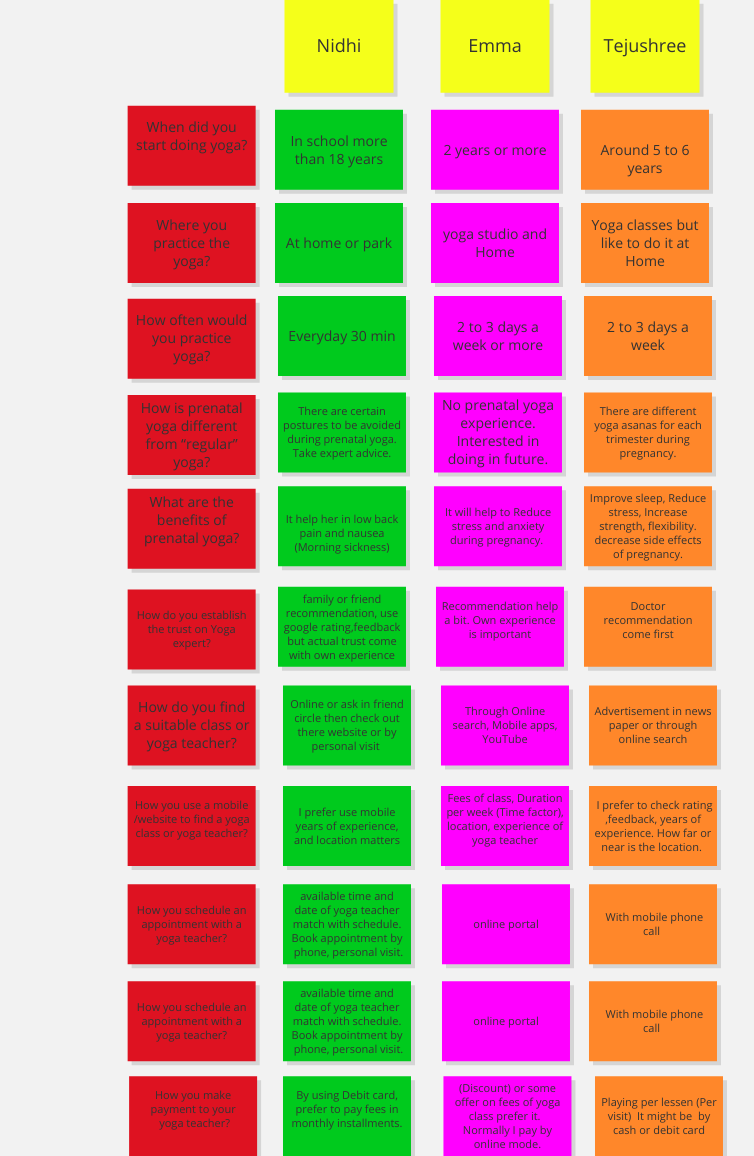 Nidhi
Emma
Tejushree
When did you
start doing yoga?
In school more
than 18 years
2 years or more
Around 5 to 6
years
Where you
practice the
yoga?
At home or park
yoga studio and
Home
Yoga classes but
like to do it at
Home
How often would
you practice
yoga?
Everyday 30 min
2 to 3 days a
week or more
2 to 3 days a
week
How is prenatal
yoga different
from "regular"
yoga?
There are certain
postures to be avoided
during prenatal yoga.
Take expert advice.
No prenatal yoga
experience.
Interested in
doing in future.
There are different
yoga asanas for each
trimester during
pregnancy.
What are the
benefits of
prenatal yoga?
It help her in low back
pain and nausea
(Morning sickness)
It will help to Reduce
stress and anxiety
during pregnancy.
Improve sleep, Reduce
stress, Increase
strength, flexibility.
decrease side effects
of pregnancy.
How do you establish
the trust on Yoga
expert?
family or friend
recommendation, use
google rating,feedback
but actual trust come
with own experience
Recommendation help
a bit. Own experience
is important
Doctor
recommendation
come first
How do you find
a suitable class or
yoga teacher?
Online or ask in friend
circle then check out
there website or by
personal visit
Through Online
search, Mobile apps,
YouTube
Advertisement in news
paper or through
online search
How you use a mobile
/website to find a yoga
class or yoga teacher?
I prefer use mobile
years of experience,
and location matters
Fees of class, Duration
per week (Time factor),
location, experience of
yoga teacher
I prefer to check rating
,feedback, years of
experience. How far or
near is the location.
How you schedule an
appointment with a
yoga teacher?
available time and
date of yoga teacher
match with schedule.
Book appointment by
phone, personal visit.
online portal
With mobile phone
call
How you schedule an
appointment with a
yoga teacher?
available time and
date of yoga teacher
match with schedule.
Book appointment by
phone, personal visit.
online portal
With mobile phone
call
How you make
payment to your
yoga teacher?
By using Debit card,
prefer to pay fees in
monthly installments.
(Discount) or some
offer on fees of yoga
class prefer it.
Normally I pay by
online mode.
Playing per lessen (Per
visit) It might be by
cash or debit card